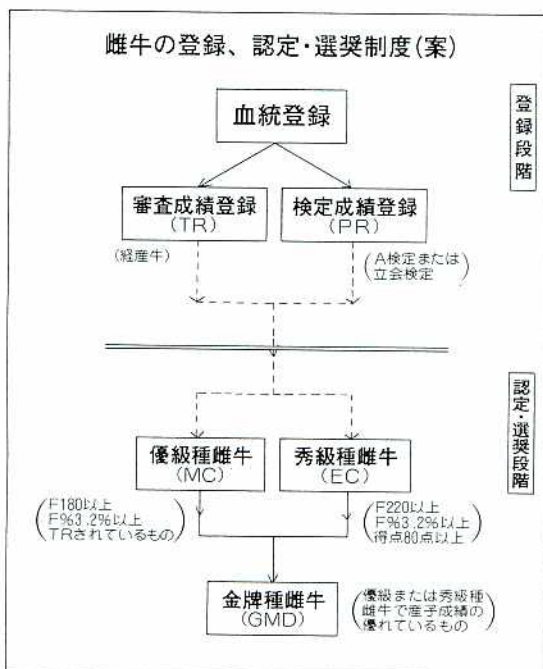 雌牛の登録、認定・選奨制度(案)
登録段階
血統登録
審査成績登録
(TR)
検定成績登録
(PR)
(経産牛)
(A検定または
立会検定)
認定・選奨段階
優級種雌牛
(MC)
秀級種雌牛
(EC)
(F180以上
F%3.2%以上
TRされているもの)
(F220以上
F%3.2%以上
得点80点以上)
金牌種雌牛
(GMD)
(優級または秀級種
雌牛で産子成績の
優れているもの)